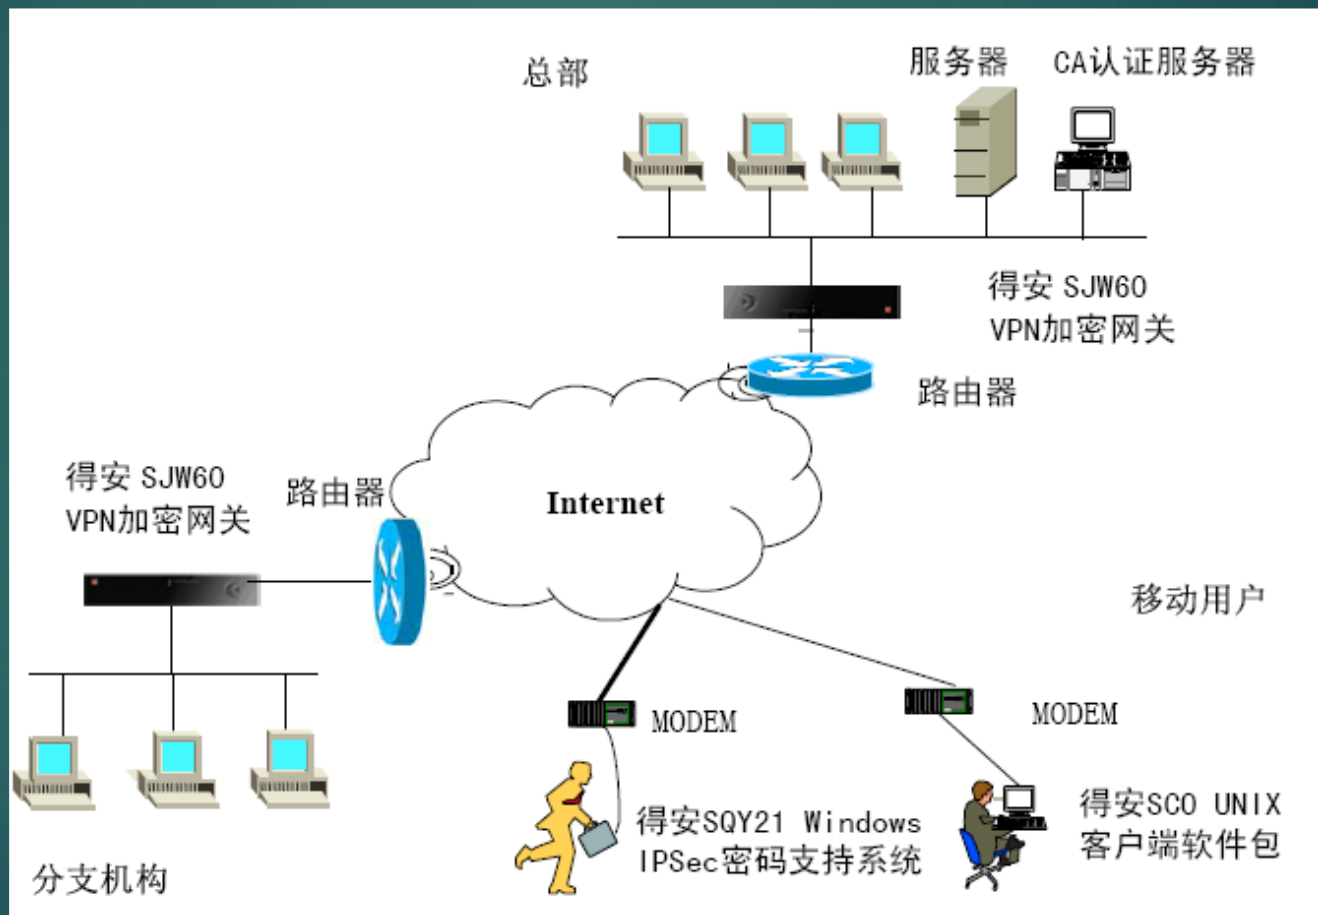 总部
服务器
CA认证服务器
得安 SJW60
VPN加密网关
路由器
得安 SJW60
VPN加密网关
路由器
Internet
移动用户
MODEM
MODEM
得安SQY21 Windows
IPSec密码支持系统
得安SCO UNIX
客户端软件包
分支机构